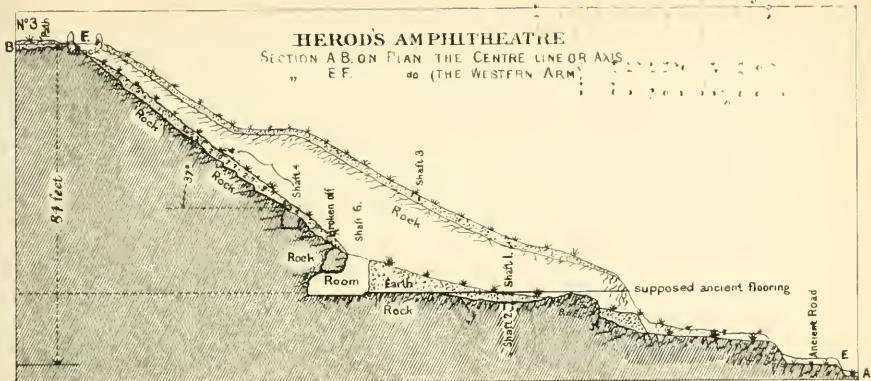 Nº3
Path
E.
B
Rock
HEROD'S AMPHITHEATRE
SECTION A B. ON PLAN THE CENTRE LINE OR AXIS
" E F. do (THE WESTERN ARM)
Rock
84 feet
37°
Rock
Shaft 4
Broken off
Shaft 6.
Shaft 3
Rock
Rock
Room
Earth
Shaft 1.
supposed ancient flooring
Rock
Shaft 2
Rock
Ancient Road
E
A